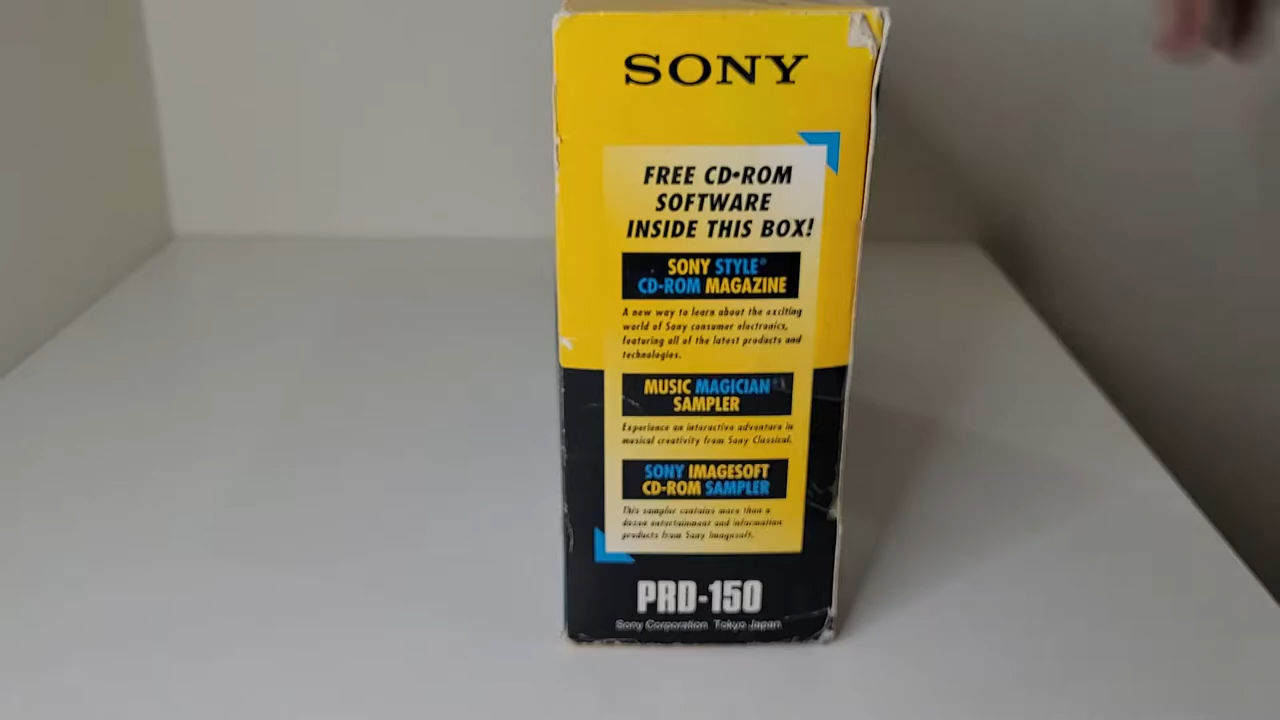 SONY
FREE CD•ROM
SOFTWARE
INSIDE THIS BOX!
SONY STYLE®
CD-ROM MAGAZINE
A new way to learn about the exciting
world of Sony consumer electronics,
featuring all of the latest products and
technologies.
MUSIC MAGICIAN
SAMPLER
Experience an interactive adventure in
musical creativity from Sony Classical.
SONY IMAGESOFT
CD-ROM SAMPLER
This sampler contains more than a
dozen entertainment and information
products from Sony Imagesoft.
PRD-150
Sony Corporation Tokyo Japan